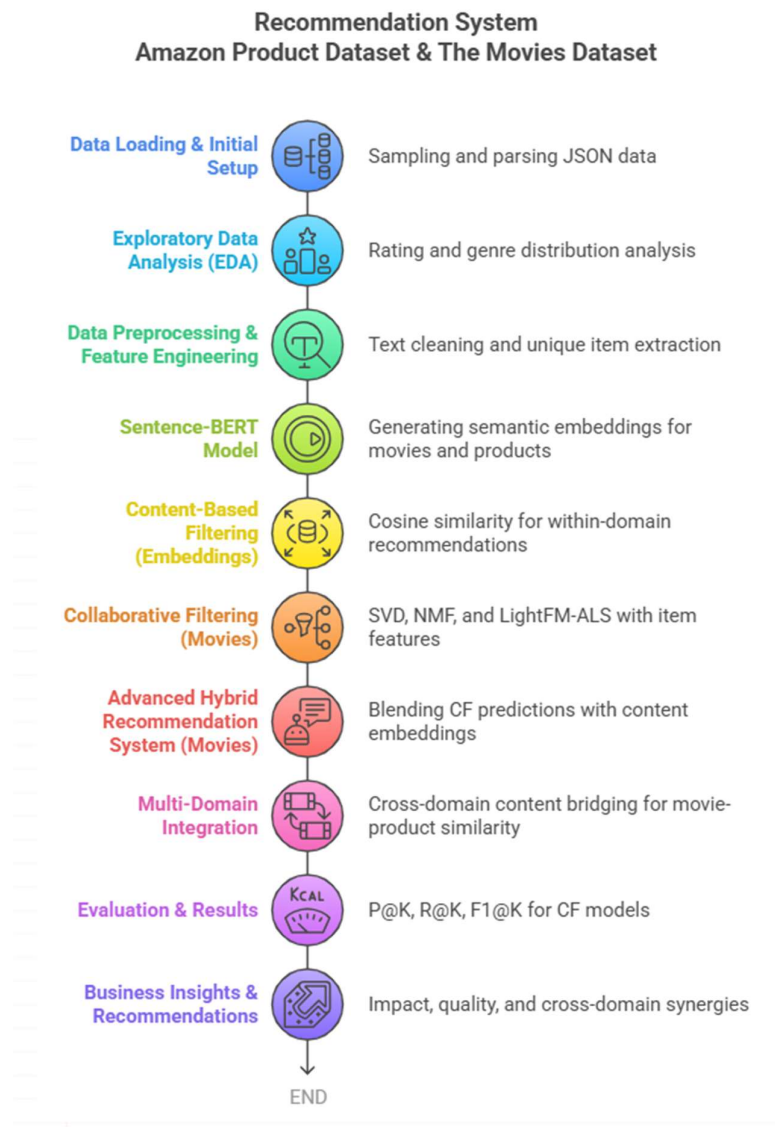 Recommendation System
Amazon Product Dataset & The Movies Dataset
Data Loading & Initial
Setup
Sampling and parsing JSON data
Exploratory Data
Analysis (EDA)
Rating and genre distribution analysis
Data Preprocessing &
Feature Engineering
Text cleaning and unique item extraction
Sentence-BERT
Model
Generating semantic embeddings for
movies and products
Content-Based
Filtering
(Embeddings)
Cosine similarity for within-domain
recommendations
Collaborative Filtering
(Movies)
SVD, NMF, and LightFM-ALS with item
features
Advanced Hybrid
Recommendation
System (Movies)
Blending CF predictions with content
embeddings
Multi-Domain
Integration
Cross-domain content bridging for movie-
product similarity
Evaluation & Results
KCAL
P@K, R@K, F1@K for CF models
Business Insights &
Recommendations
Impact, quality, and cross-domain synergies
END